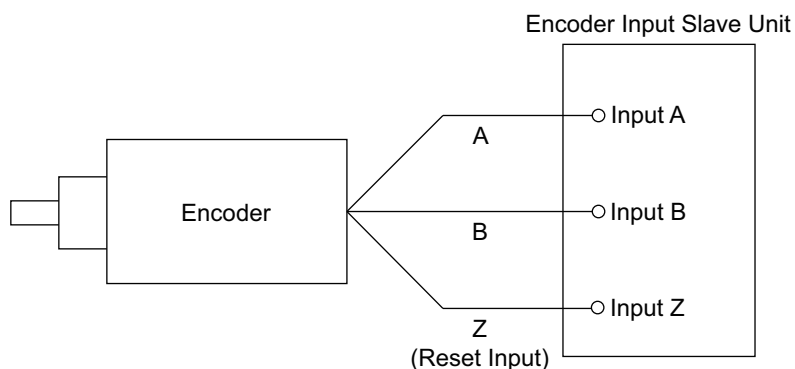 Encoder Input Slave Unit
Input A
A
Encoder
Input B
B
Input Z
Z
(Reset Input)